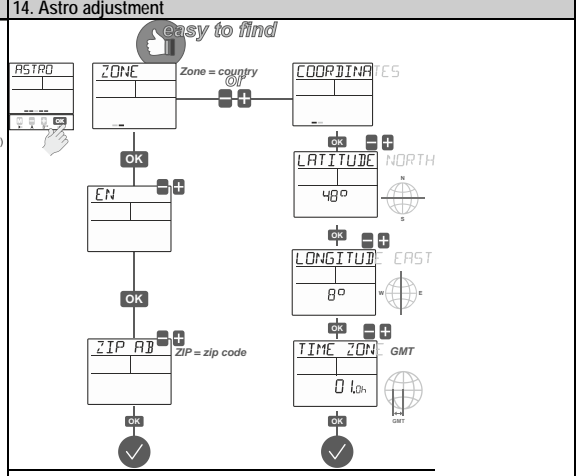 14. Astro adjustment
easy to find
ASTRO
OK
ZONE
Zone = country
or
- +
COORDINATES
OK
- +
LATITUDE NORTH
48°
N
S
OK
EN
- +
OK
- +
LONGITUDE EAST
8°
W
E
OK
ZIP AB
- +
ZIP = zip code
OK
- +
TIME ZONE GMT
01.0h
GMT
OK
OK